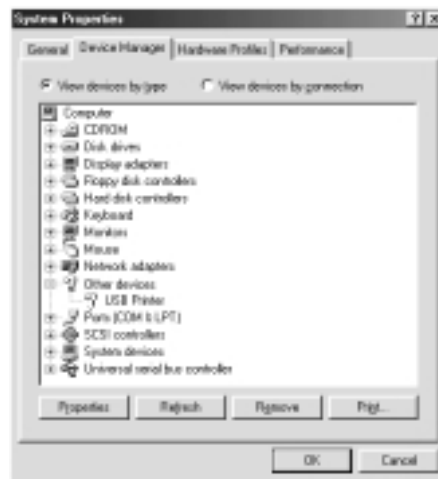 System Properties
General Device Manager Hardware Profiles Performance
View devices by type View devices by connection
Computer
CDROM
Disk drives
Display adapters
Floppy disk controllers
Hard disk controllers
Keyboard
Monitors
Mouse
Network adapters
Other devices
USB Printer
Ports (COM & LPT)
SCSI controllers
System devices
Universal serial bus controller
Properties Refresh Remove Print...
OK Cancel